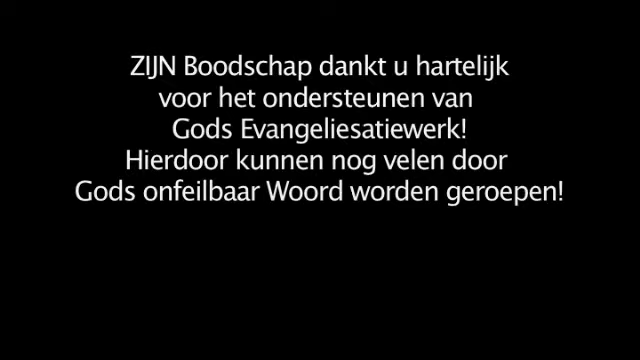 ZIJN Boodschap dankt u hartelijk
voor het ondersteunen van
Gods Evangeliesatiewerk!
Hierdoor kunnen nog velen door
Gods onfeilbaar Woord worden geroepen!